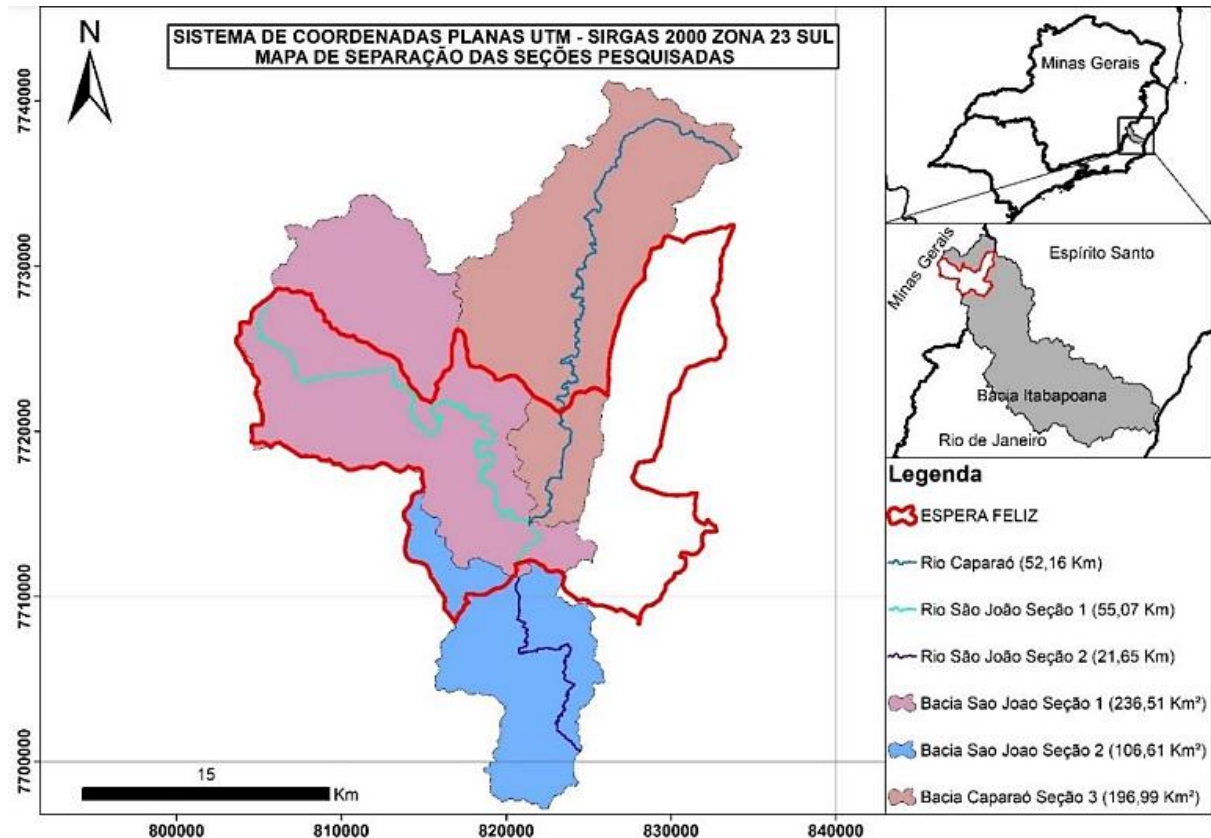 SISTEMA DE COORDENADAS PLANAS UTM - SIRGAS 2000 ZONA 23 SUL
MAPA DE SEPARAÇÃO DAS SEÇÕES PESQUISADAS
N
7740000
7730000
7720000
7710000
7700000
15
Km
800000
810000
820000
830000
840000
Minas Gerais
Minas Gerais
Espírito Santo
Bacia Itabapoana
Rio de Janeiro
Legenda
ESPERA FELIZ
Rio Caparaó (52,16 Km)
Rio São João Seção 1 (55,07 Km)
Rio São João Seção 2 (21,65 Km)
Bacia Sao Joao Seção 1 (236,51 Km²)
Bacia Sao Joao Seção 2 (106,61 Km²)
Bacia Caparaó Seção 3 (196,99 Km²)